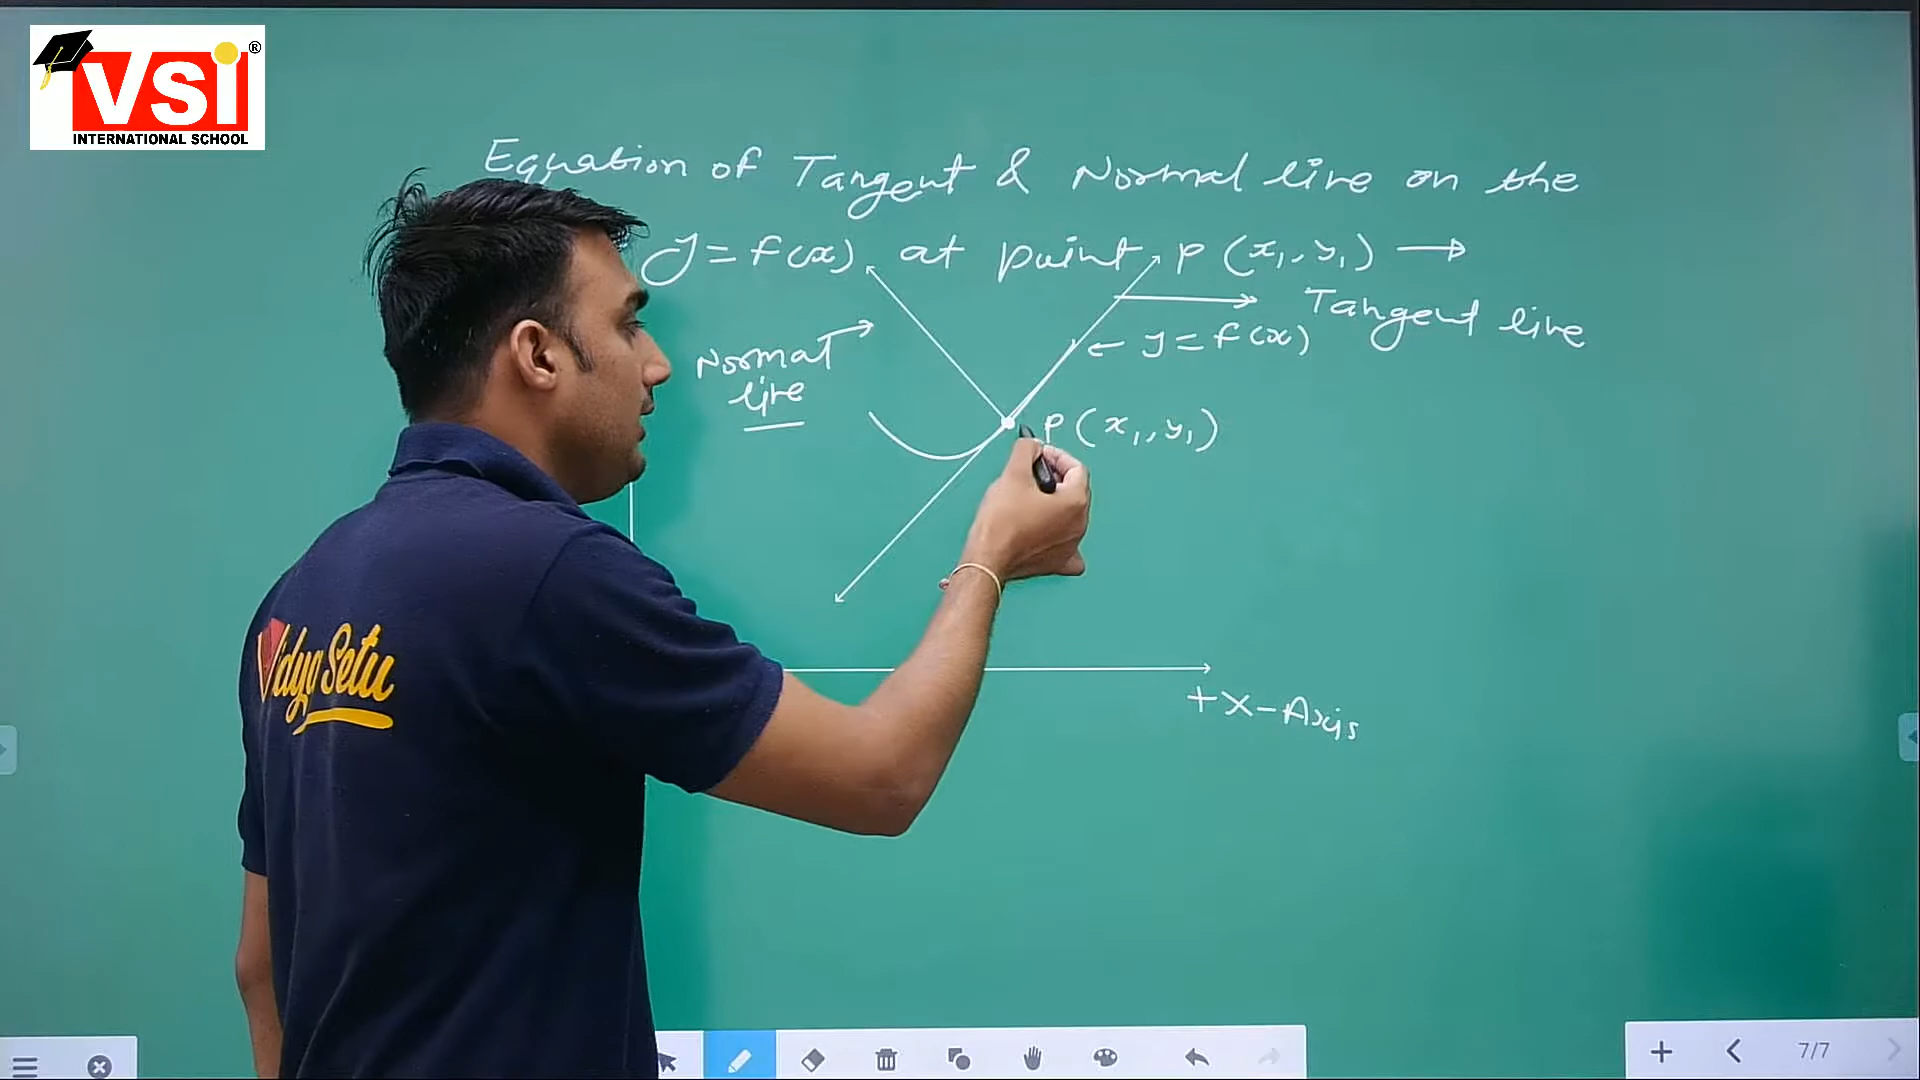 VSI ®
INTERNATIONAL SCHOOL
Equation of Tangent & Normal line on the
y = f(x) at point P (x₁, y₁) →
Tangent line
← y = f(x)
Normal
line
P (x₁, y₁)
Vidya Setu
+X-Axis
7/7